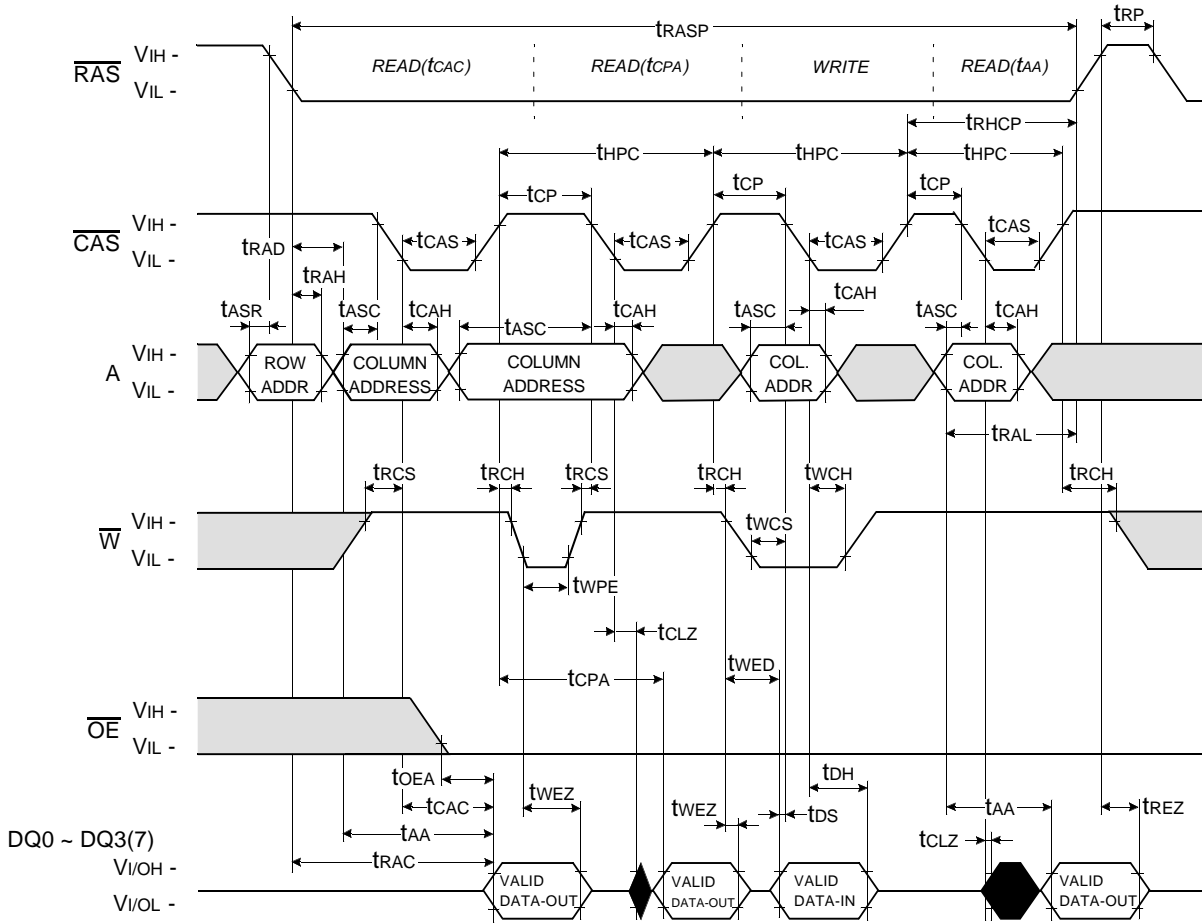 tRASP
tRP
RAS
VIH -
VIL -
READ(tCAC)
READ(tCPA)
WRITE
READ(tAA)
tRHCP
tHPC
tHPC
tHPC
tCP
tCP
tCP
CAS
VIH -
VIL -
tCAS
tCAS
tCAS
tCAS
tRAD
tRAH
tASR
tASC
tCAH
tASC
tCAH
tASC
tCAH
tASC
tCAH
A
VIH -
VIL -
ROW
ADDR
COLUMN
ADDRESS
COLUMN
ADDRESS
COL.
ADDR
COL.
ADDR
tRAL
tRCS
tRCH
tRCS
tRCH
tWCH
tRCH
W
VIH -
VIL -
tWCS
tWPE
tCLZ
tWED
tCPA
OE
VIH -
VIL -
tOEA
tCAC
tAA
tRAC
tWEZ
tWEZ
tDH
tDS
tCLZ
tAA
tREZ
DQ0 ~ DQ3(7)
VI/OH -
VI/OL -
VALID
DATA-OUT
VALID
DATA-OUT
VALID
DATA-IN
VALID
DATA-OUT